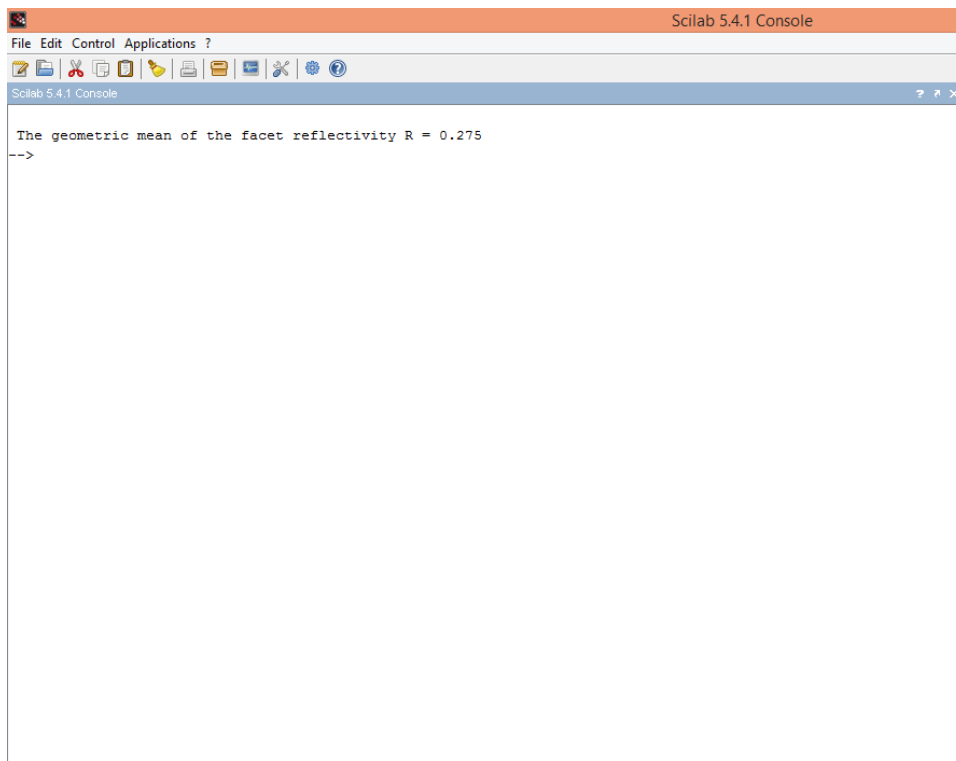 Scilab 5.4.1 Console
File Edit Control Applications ?
Scilab 5.4.1 Console
The geometric mean of the facet reflectivity R = 0.275
-->